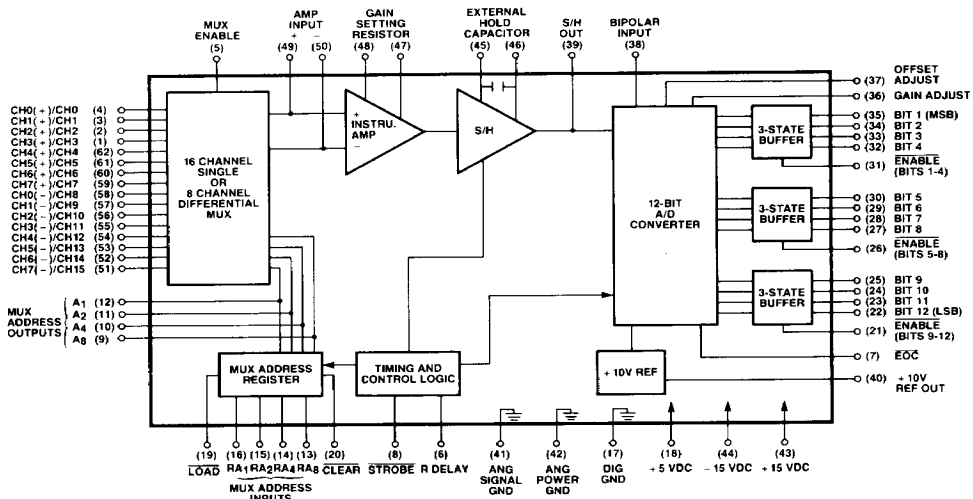 MUX
ENABLE
(5)
AMP
INPUT
+ −
(49) (50)
GAIN
SETTING
RESISTOR
(48) (47)
EXTERNAL
HOLD
CAPACITOR
(45) (46)
S/H
OUT
(39)
BIPOLAR
INPUT
(38)
CH0(+)/CH0 (4)
CH1(+)/CH1 (3)
CH2(+)/CH2 (2)
CH3(+)/CH3 (1)
CH4(+)/CH4 (62)
CH5(+)/CH5 (61)
CH6(+)/CH6 (60)
CH7(+)/CH7 (59)
CH0(−)/CH8 (58)
CH1(−)/CH9 (57)
CH2(−)/CH10 (56)
CH3(−)/CH11 (55)
CH4(−)/CH12 (54)
CH5(−)/CH13 (53)
CH6(−)/CH14 (52)
CH7(−)/CH15 (51)
16 CHANNEL
SINGLE
OR
8 CHANNEL
DIFFERENTIAL
MUX
+ INSTRU.
AMP
−
S/H
12-BIT
A/D
CONVERTER
3-STATE
BUFFER
3-STATE
BUFFER
3-STATE
BUFFER
OFFSET
(37) ADJUST
(36) GAIN ADJUST
(35) BIT 1 (MSB)
(34) BIT 2
(33) BIT 3
(32) BIT 4
(31) ENABLE
(BITS 1-4)
(30) BIT 5
(29) BIT 6
(28) BIT 7
(27) BIT 8
(26) ENABLE
(BITS 5-8)
(25) BIT 9
(24) BIT 10
(23) BIT 11
(22) BIT 12 (LSB)
(21) ENABLE
(BITS 9-12)
(7) EOC
(40) +10V
REF OUT
MUX
ADDRESS
OUTPUTS
A1 (12)
A2 (11)
A4 (10)
A8 (9)
MUX ADDRESS
REGISTER
TIMING AND
CONTROL LOGIC
+10V REF
(19)
LOAD
(16) (15) (14) (13)
RA1 RA2 RA4 RA8
MUX ADDRESS
INPUTS
(20)
CLEAR
(8)
STROBE
(6)
R DELAY
(41)
ANG
SIGNAL
GND
(42)
ANG
POWER
GND
(17)
DIG
GND
(18)
+5 VDC
(44)
−15 VDC
(43)
+15 VDC